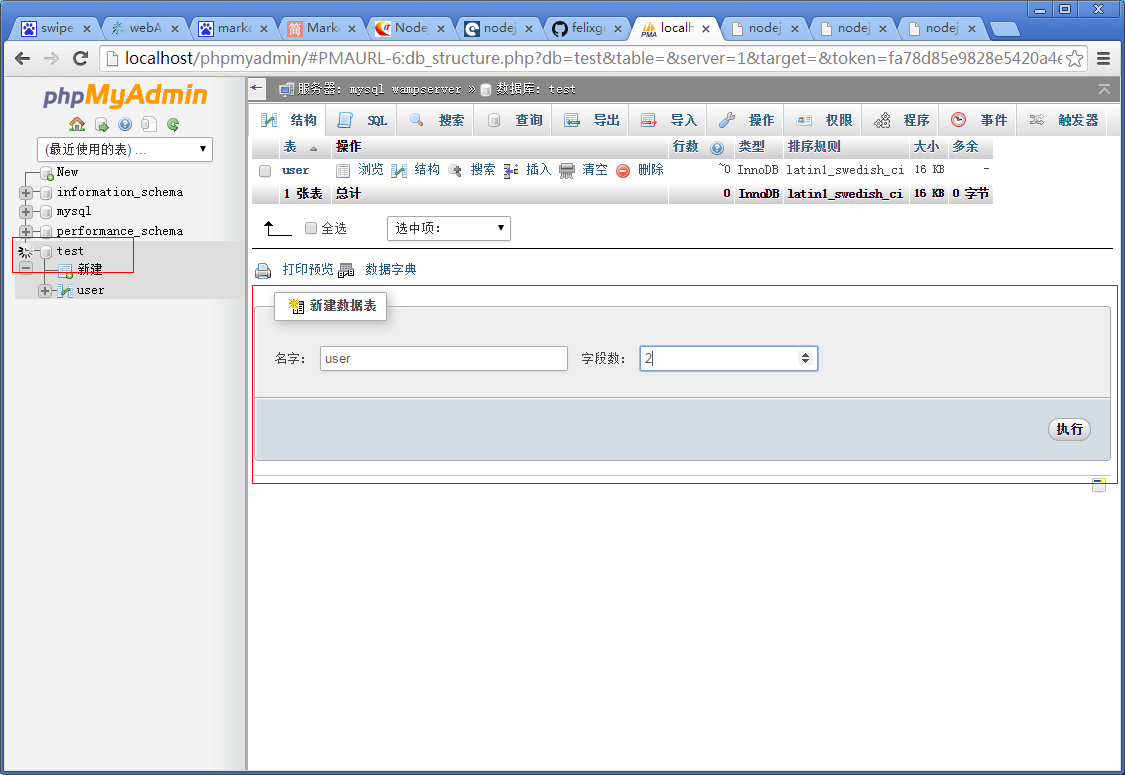 swipe webA mark Mark Node nodej felixge localh nodej nodej nodej
localhost/phpmyadmin/#PMAURL-6:db_structure.php?db=test&table=&server=1&target=&token=fa78d85e9828e5420a4e
phpMyAdmin
(最近使用的表) ...
New
information_schema
mysql
performance_schema
test
新建
user
服务器: mysql wampserver » 数据库: test
结构 SQL 搜索 查询 导出 导入 操作 权限 程序 事件 触发器
表 操作 行数 类型 排序规则 大小 多余
user 浏览 结构 搜索 插入 清空 删除 ~0 InnoDB latin1_swedish_ci 16 KB -
1 张表 总计 0 InnoDB latin1_swedish_ci 16 KB 0 字节
全选 选中项:
打印预览 数据字典
新建数据表
名字: user 字段数: 2
执行